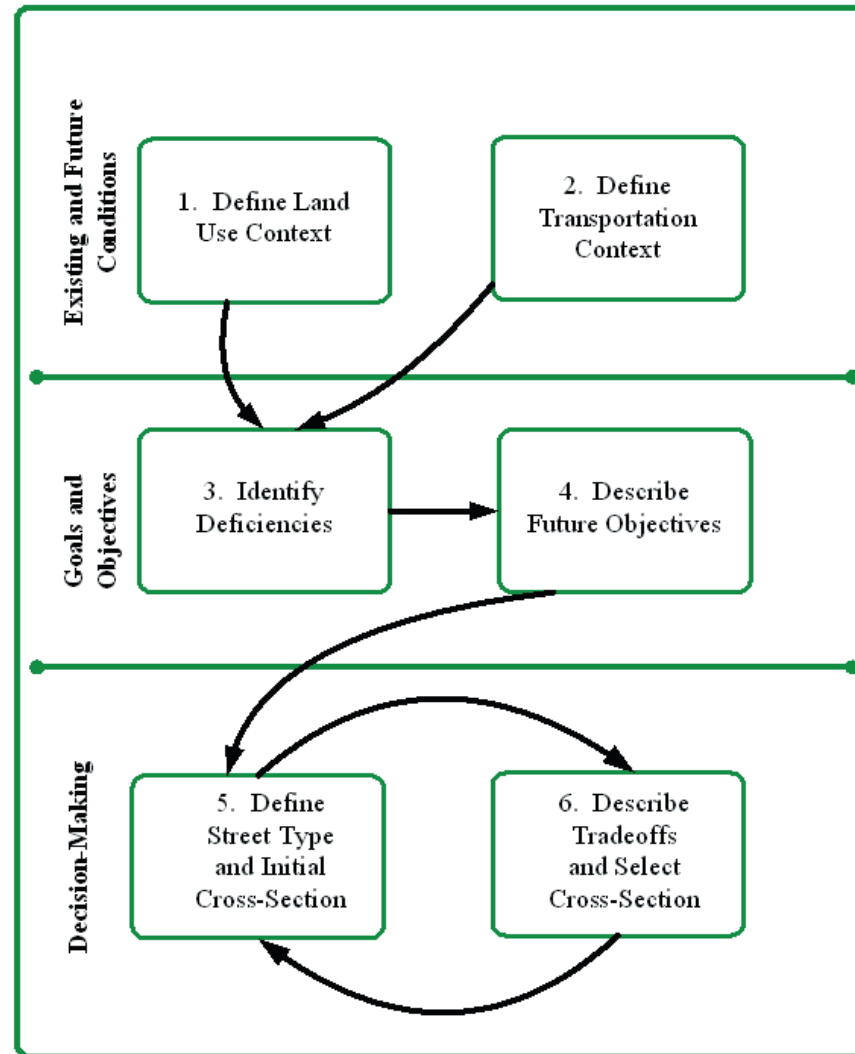 Existing and Future
Conditions
1. Define Land
Use Context
2. Define
Transportation
Context
Goals and
Objectives
3. Identify
Deficiencies
4. Describe
Future Objectives
Decision-Making
5. Define
Street Type
and Initial
Cross-Section
6. Describe
Tradeoffs
and Select
Cross-Section